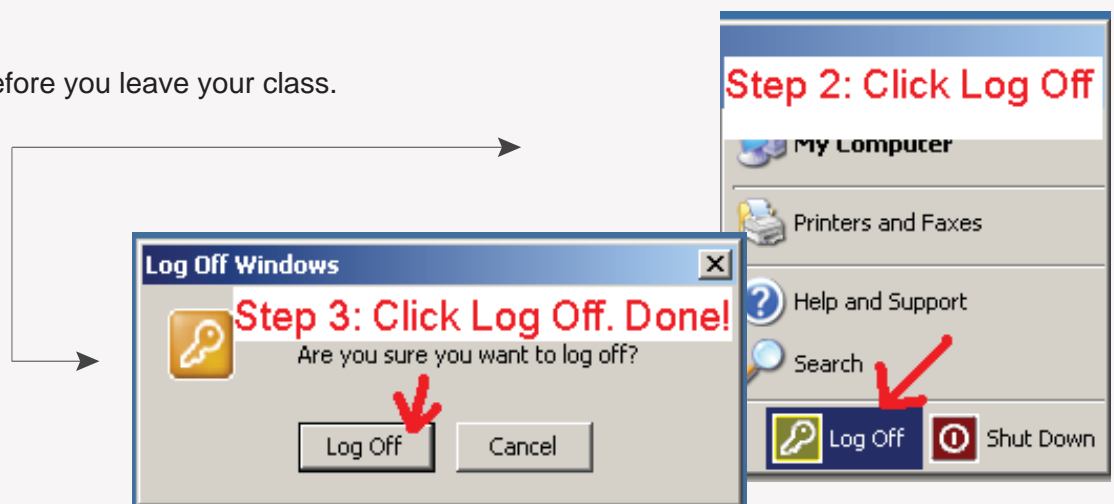 before you leave your class.
Step 2: Click Log Off
My Computer
Printers and Faxes
Help and Support
Search
Log Off
Shut Down
Log Off Windows
Step 3: Click Log Off. Done!
Are you sure you want to log off?
Log Off
Cancel